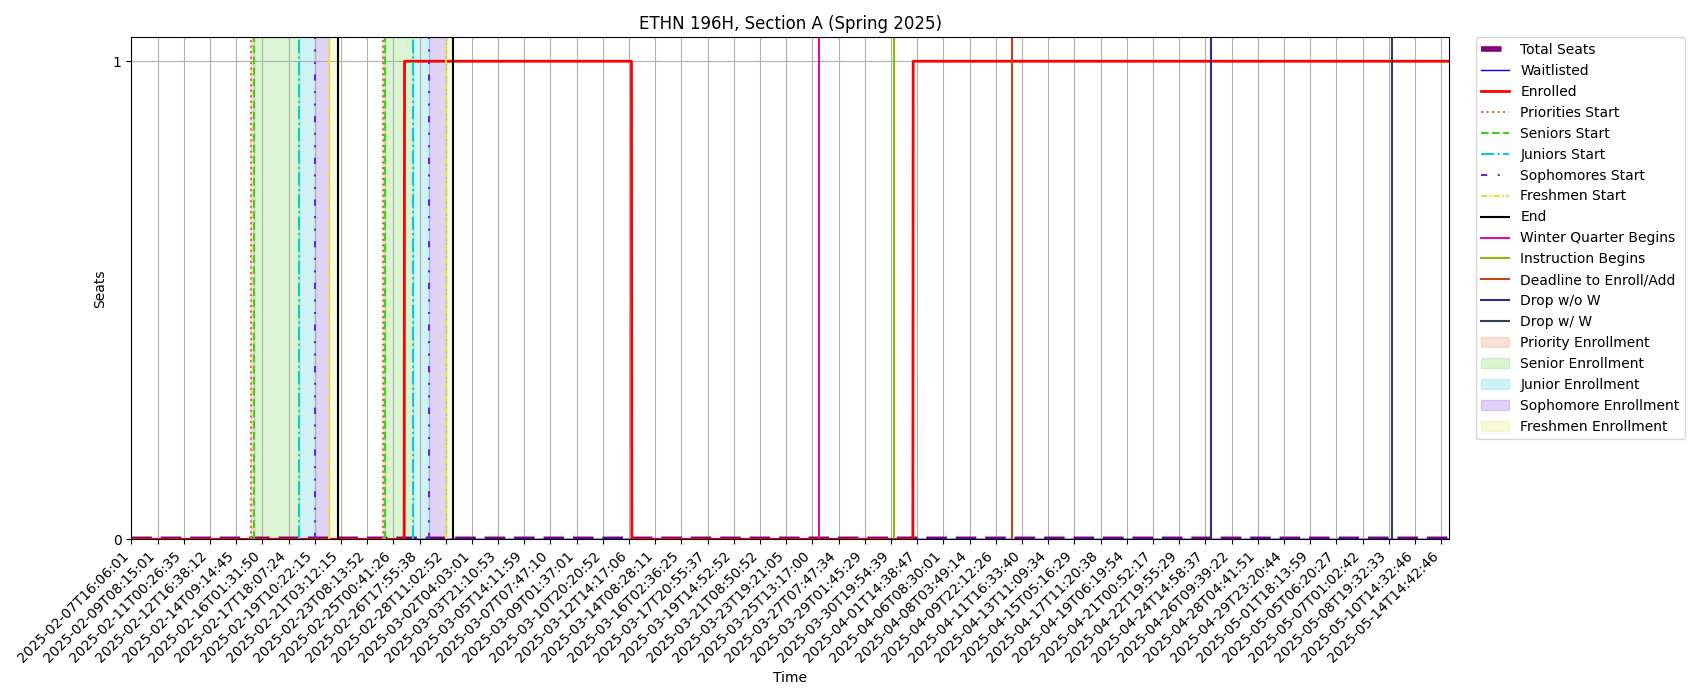 ETHN 196H, Section A (Spring 2025)
Seats
1
0
2025-02-07T16:06:01
2025-02-09T08:15:01
2025-02-11T00:26:35
2025-02-12T16:38:12
2025-02-14T09:14:45
2025-02-16T01:31:50
2025-02-17T18:07:24
2025-02-19T10:22:15
2025-02-21T03:12:15
2025-02-23T08:13:52
2025-02-25T00:41:26
2025-02-26T17:55:38
2025-02-28T11:02:52
2025-03-02T04:03:01
2025-03-03T21:10:53
2025-03-05T14:11:59
2025-03-07T07:47:10
2025-03-09T01:37:01
2025-03-10T20:20:52
2025-03-12T14:17:06
2025-03-14T08:28:11
2025-03-16T02:36:25
2025-03-17T20:55:37
2025-03-19T14:52:52
2025-03-21T08:50:52
2025-03-23T19:21:05
2025-03-25T13:17:00
2025-03-27T07:47:34
2025-03-29T01:45:29
2025-03-30T19:54:39
2025-04-01T14:38:47
2025-04-06T08:30:01
2025-04-08T03:49:14
2025-04-09T22:12:26
2025-04-11T16:33:40
2025-04-13T11:09:34
2025-04-15T05:16:29
2025-04-17T11:20:38
2025-04-19T06:19:54
2025-04-21T00:52:17
2025-04-22T19:55:29
2025-04-24T14:58:37
2025-04-26T09:39:22
2025-04-28T04:41:51
2025-04-29T23:20:44
2025-05-01T18:13:59
2025-05-05T06:20:27
2025-05-07T01:02:42
2025-05-08T19:32:33
2025-05-10T14:32:46
2025-05-14T14:42:46
Time
Total Seats
Waitlisted
Enrolled
Priorities Start
Seniors Start
Juniors Start
Sophomores Start
Freshmen Start
End
Winter Quarter Begins
Instruction Begins
Deadline to Enroll/Add
Drop w/o W
Drop w/ W
Priority Enrollment
Senior Enrollment
Junior Enrollment
Sophomore Enrollment
Freshmen Enrollment